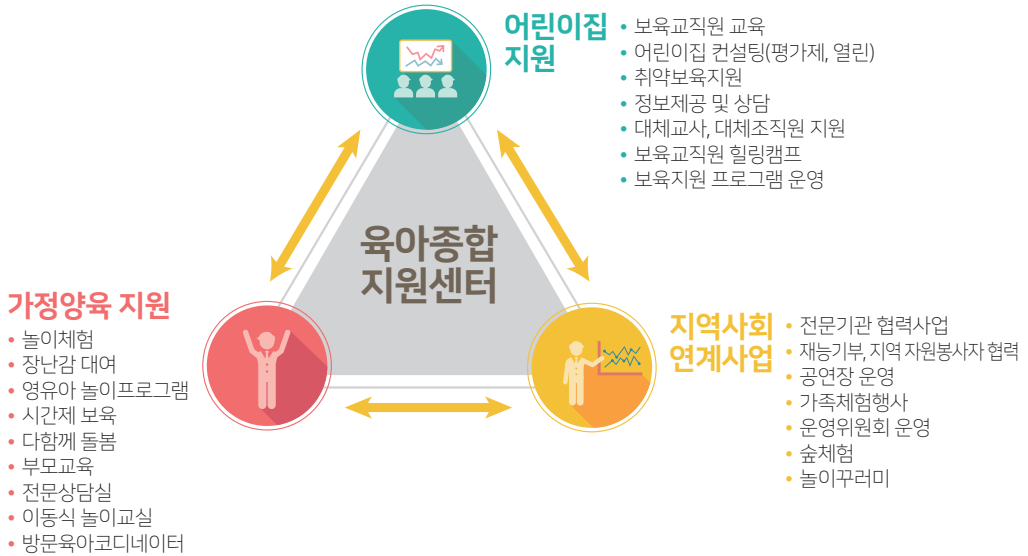 어린이집
지원
• 보육교직원 교육
• 어린이집 컨설팅(평가제, 열린)
• 취약보육지원
• 정보제공 및 상담
• 대체교사, 대체조직원 지원
• 보육교직원 힐링캠프
• 보육지원 프로그램 운영
육아종합
지원센터
가정양육 지원
• 놀이체험
• 장난감 대여
• 영유아 놀이프로그램
• 시간제 보육
• 다함께 돌봄
• 부모교육
• 전문상담실
• 이동식 놀이교실
• 방문육아코디네이터
지역사회
연계사업
• 전문기관 협력사업
• 재능기부, 지역 자원봉사자 협력
• 공연장 운영
• 가족체험행사
• 운영위원회 운영
• 숲체험
• 놀이꾸러미